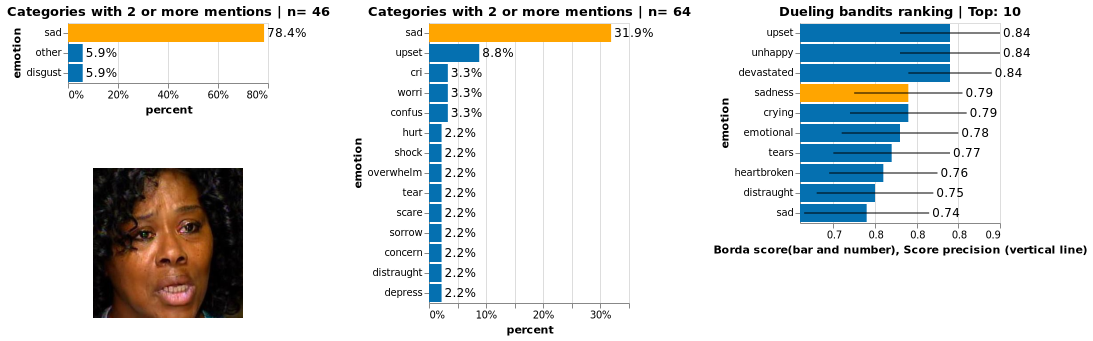 Categories with 2 or more mentions | n= 46
sad 78.4%
other 5.9%
disgust 5.9%
emotion
0% 20% 40% 60% 80%
percent
Categories with 2 or more mentions | n= 64
sad 31.9%
upset 8.8%
cri 3.3%
worri 3.3%
confus 3.3%
hurt 2.2%
shock 2.2%
overwhelm 2.2%
tear 2.2%
scare 2.2%
sorrow 2.2%
concern 2.2%
distraught 2.2%
depress 2.2%
emotion
0% 10% 20% 30%
percent
Dueling bandits ranking | Top: 10
upset 0.84
unhappy 0.84
devastated 0.84
sadness 0.79
crying 0.79
emotional 0.78
tears 0.77
heartbroken 0.76
distraught 0.75
sad 0.74
emotion
0.7 0.8 0.8 0.8 0.9
Borda score(bar and number), Score precision (vertical line)